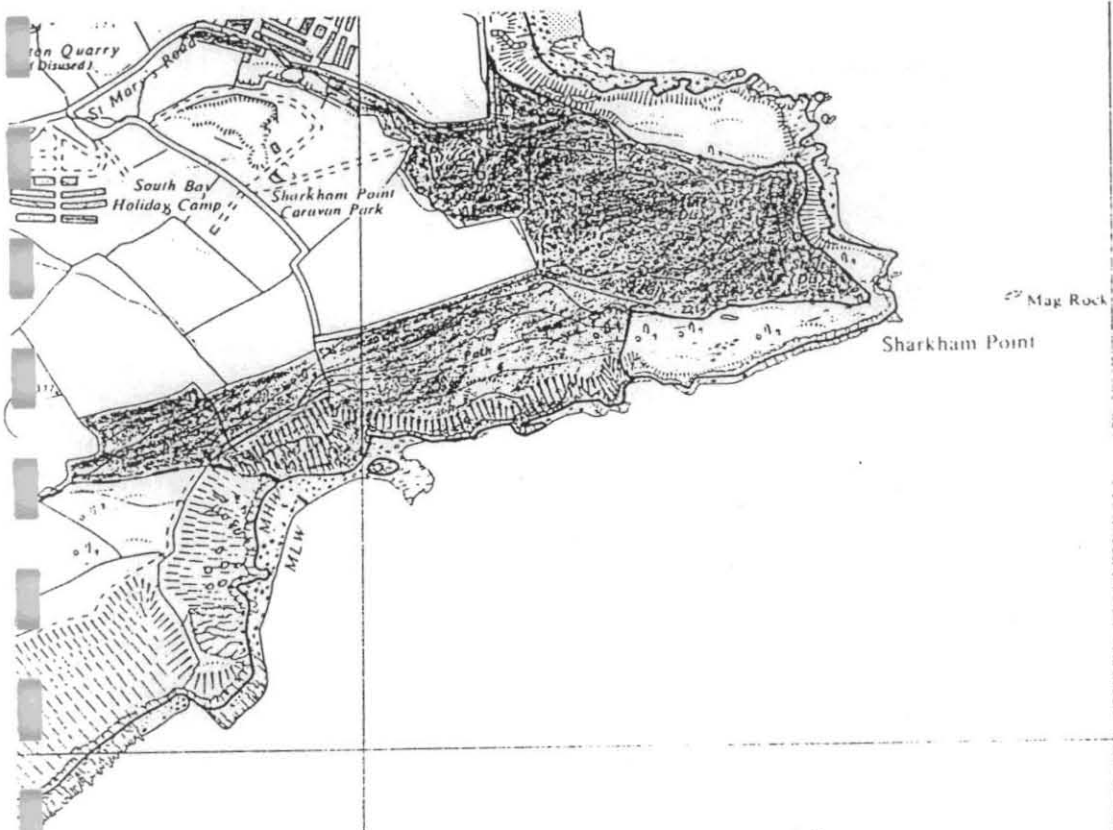 Quarry
(Disused)
St Mary's Road
South Bay
Holiday Camp
Sharkham Point
Caravan Park
Mag Rock
Sharkham Point
Path
MLW